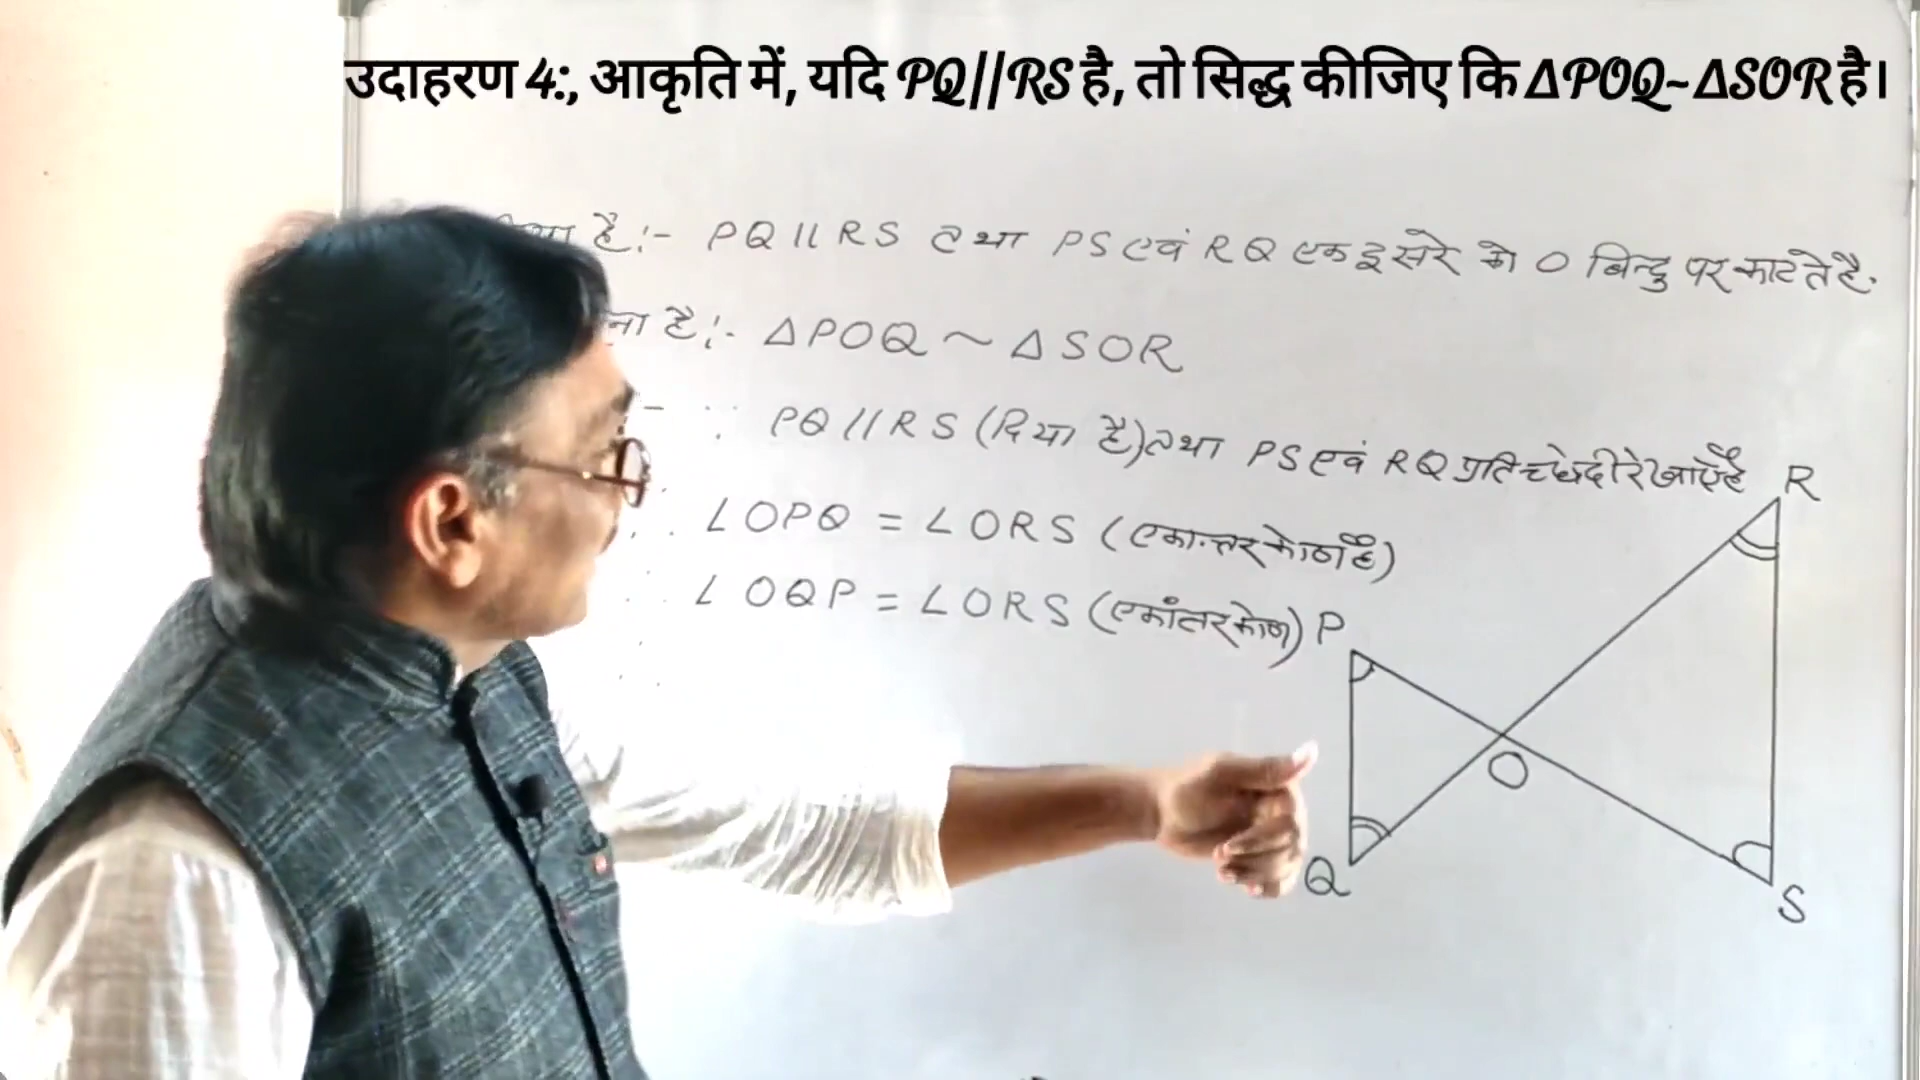 उदाहरण 4:, आकृति में, यदि PQ//RS है, तो सिद्ध कीजिए कि ΔPOQ~ΔSOR है।
है:- PQ || RS तथा PS एवं RQ एक दूसरे को O बिन्दु पर काटते है.
ना है:- ΔPOQ ~ ΔSOR
∵ PQ // RS (दिया है) तथा PS एवं RQ प्रतिच्छेदी रेखाएँ है
∠OPQ = ∠ORS (एकान्तर कोण है)
∠OQP = ∠ORS (एकांतर कोण)
R
P
O
Q
S